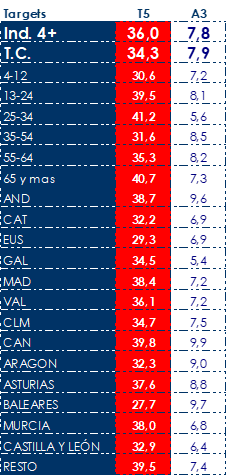 Targets T5 A3
Ind. 4+ 36,0 7,8
T.C. 34,3 7,9
4-12 30,6 7,2
13-24 39,5 8,1
25-34 41,2 5,6
35-54 31,6 8,5
55-64 35,3 8,2
65 y mas 40,7 7,3
AND 38,7 9,6
CAT 32,2 6,9
EUS 29,3 6,9
GAL 34,5 5,4
MAD 38,4 7,2
VAL 36,1 7,2
CLM 34,7 7,5
CAN 39,8 9,9
ARAGON 32,3 9,0
ASTURIAS 37,6 8,8
BALEARES 27,7 9,7
MURCIA 38,0 6,8
CASTILLA Y LEÓN 32,9 6,4
RESTO 39,5 7,4